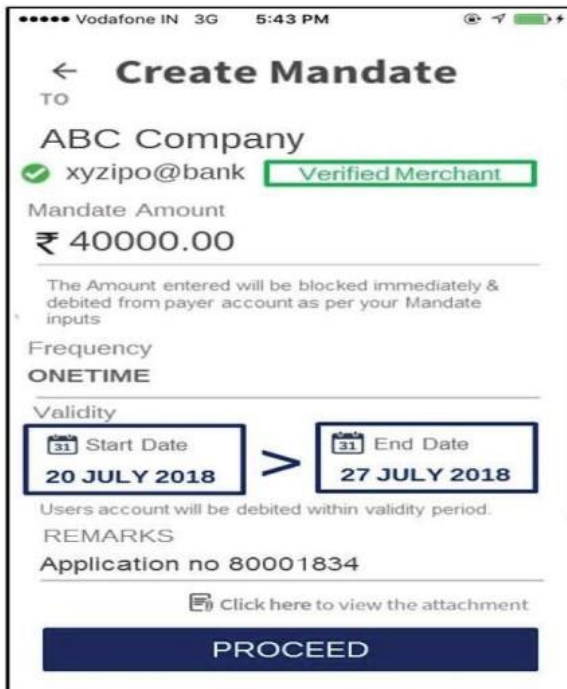 Vodafone IN 3G 5:43 PM
Create Mandate
TO
ABC Company
xyzipo@bank Verified Merchant
Mandate Amount
₹ 40000.00
The Amount entered will be blocked immediately &
debited from payer account as per your Mandate
inputs
Frequency
ONETIME
Validity
31 Start Date > 31 End Date
20 JULY 2018 27 JULY 2018
Users account will be debited within validity period.
REMARKS
Application no 80001834
Click here to view the attachment
PROCEED